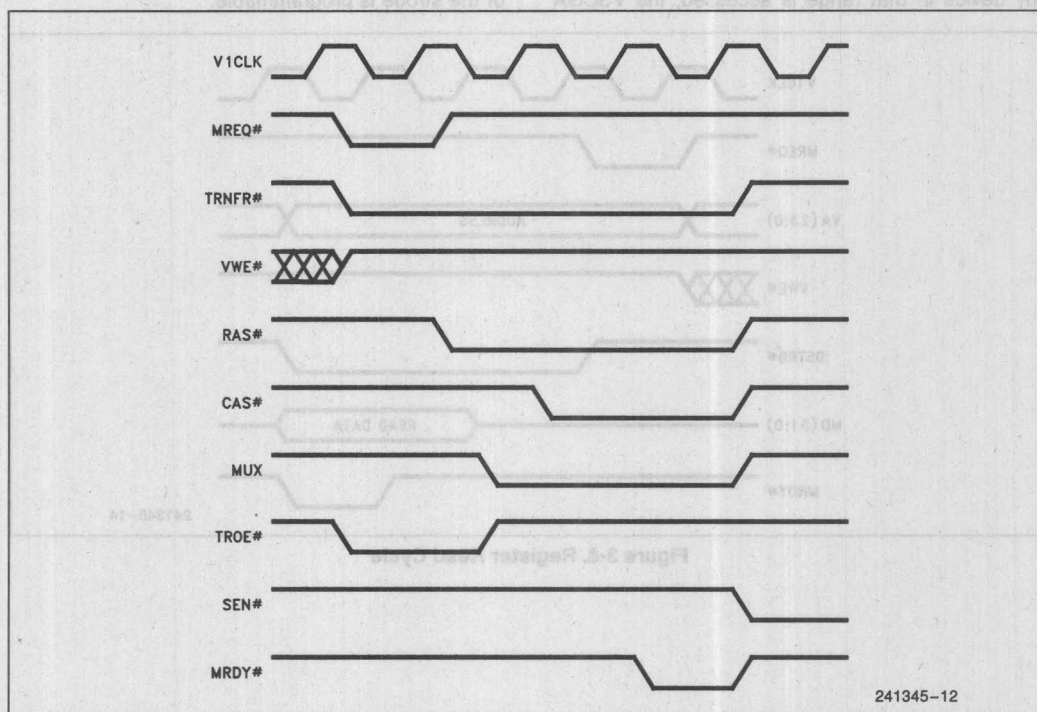 V1CLK
MREQ#
TRNFR#
VWE#
RAS#
CAS#
MUX
TROE#
SEN#
MRDY#
241345-12